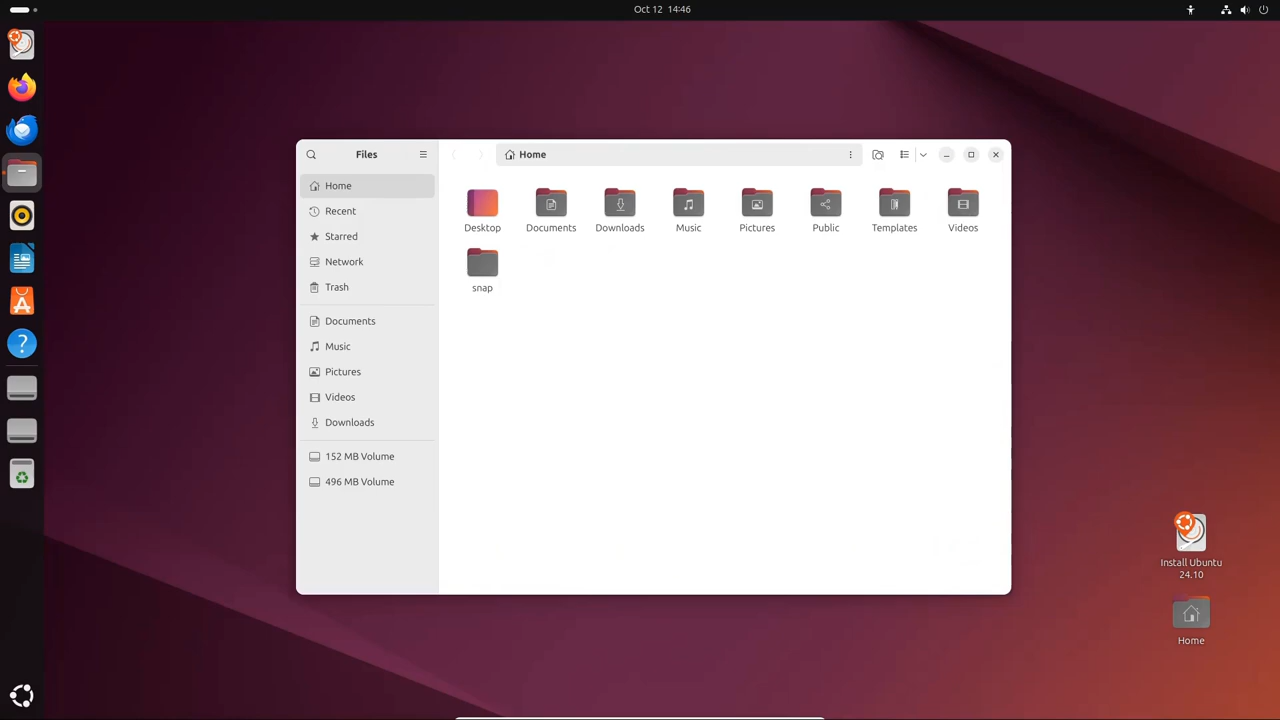 Oct 12 14:46
Files
Home
Home
Recent
Starred
Network
Trash
Documents
Music
Pictures
Videos
Downloads
152 MB Volume
496 MB Volume
Desktop
Documents
Downloads
Music
Pictures
Public
Templates
Videos
snap
Install Ubuntu
24.10
Home